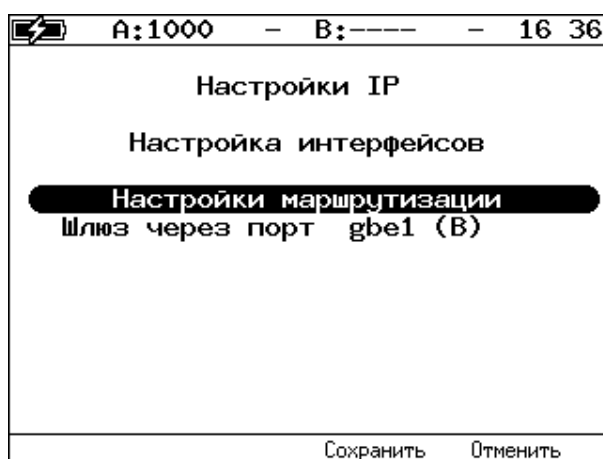 A:1000 – B:---- – 16 36
Настройки IP
Настройка интерфейсов
Настройки маршрутизации
Шлюз через порт gbe1 (B)
Сохранить Отменить